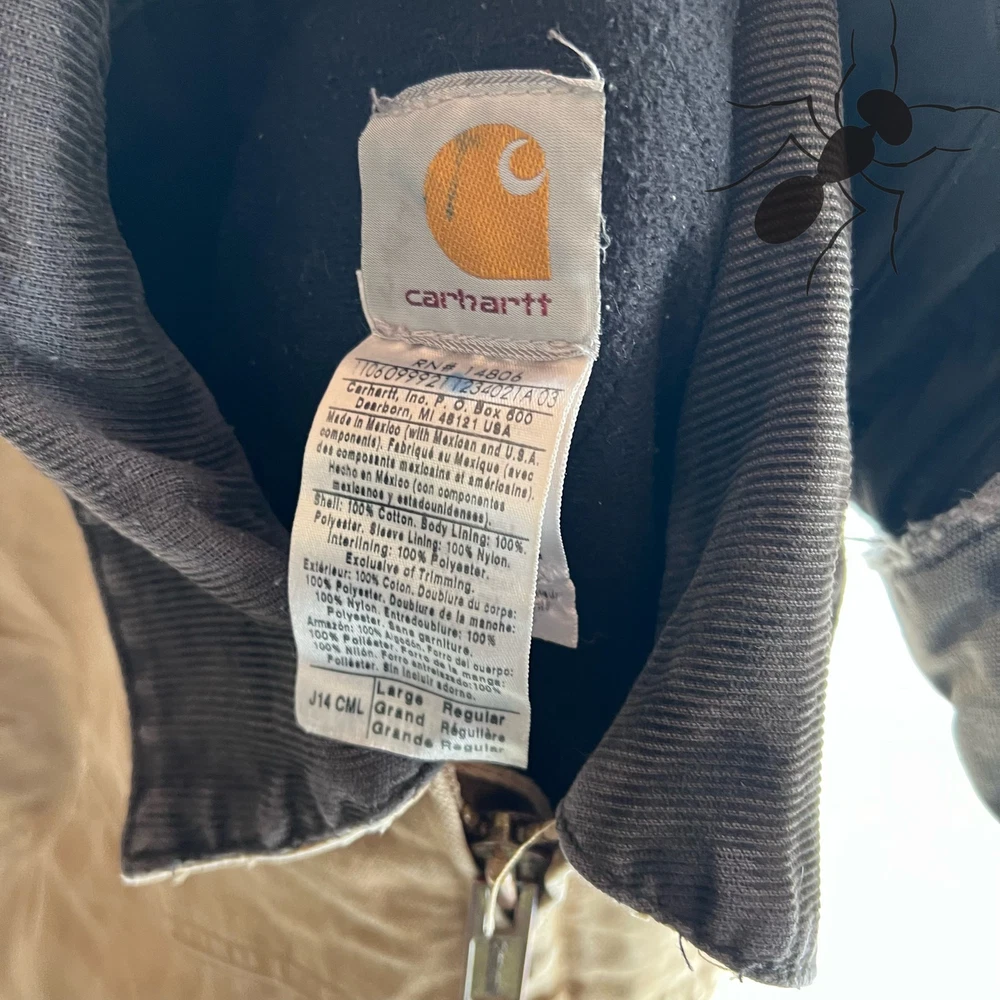 carhartt
RN# 14806
Carhartt, Inc. P. O. Box 600
Dearborn, MI 48121 USA
Made in Mexico (with Mexican and U.S.A.
components). Fabriqué au Mexique (avec
des composants mexicains et américains).
Hecho en México (con componentes
mexicanos y estadounidenses).
Shell: 100% Cotton. Body Lining: 100%
Polyester. Sleeve Lining: 100% Nylon.
Interlining: 100% Polyester.
Exclusive of Trimming.
Extérieur: 100% Coton. Doublure du corps:
100% Polyester. Doublure de la manche:
100% Nylon. Entredoublure: 100%
Polyester. Sans garniture.
Armazón: 100% Algodón. Forro del cuerpo:
100% Poliéster. Forro de la manga:
100% Nilón. Forro entrelazado: 100%
Poliéster. Sin incluir adorno.
J14 CML
Large Regular
Grand Régulière
Grande Regular